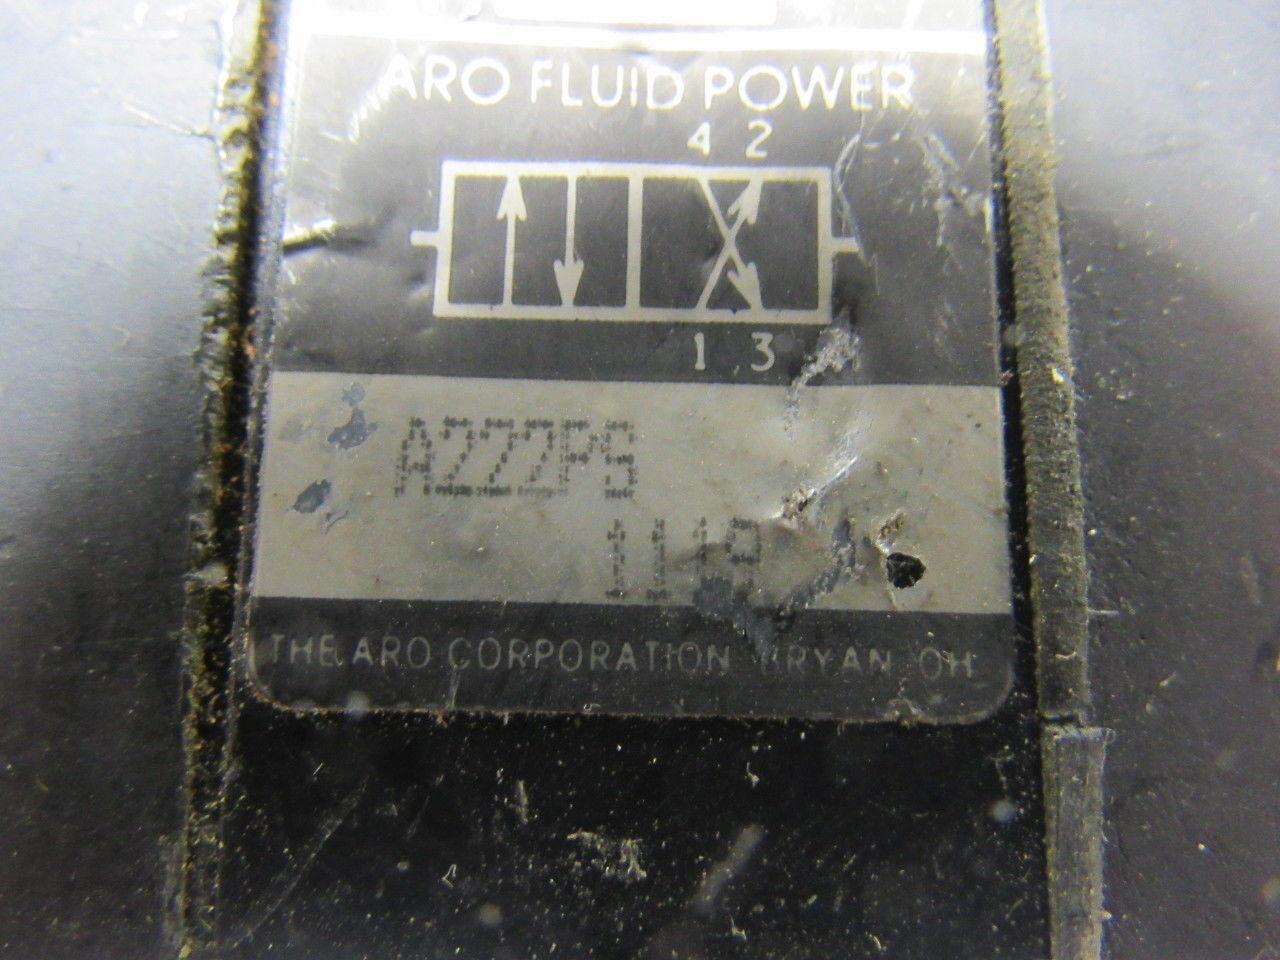 ARO FLUID POWER
4 2
1 3
A222PS
THE ARO CORPORATION BRYAN OH